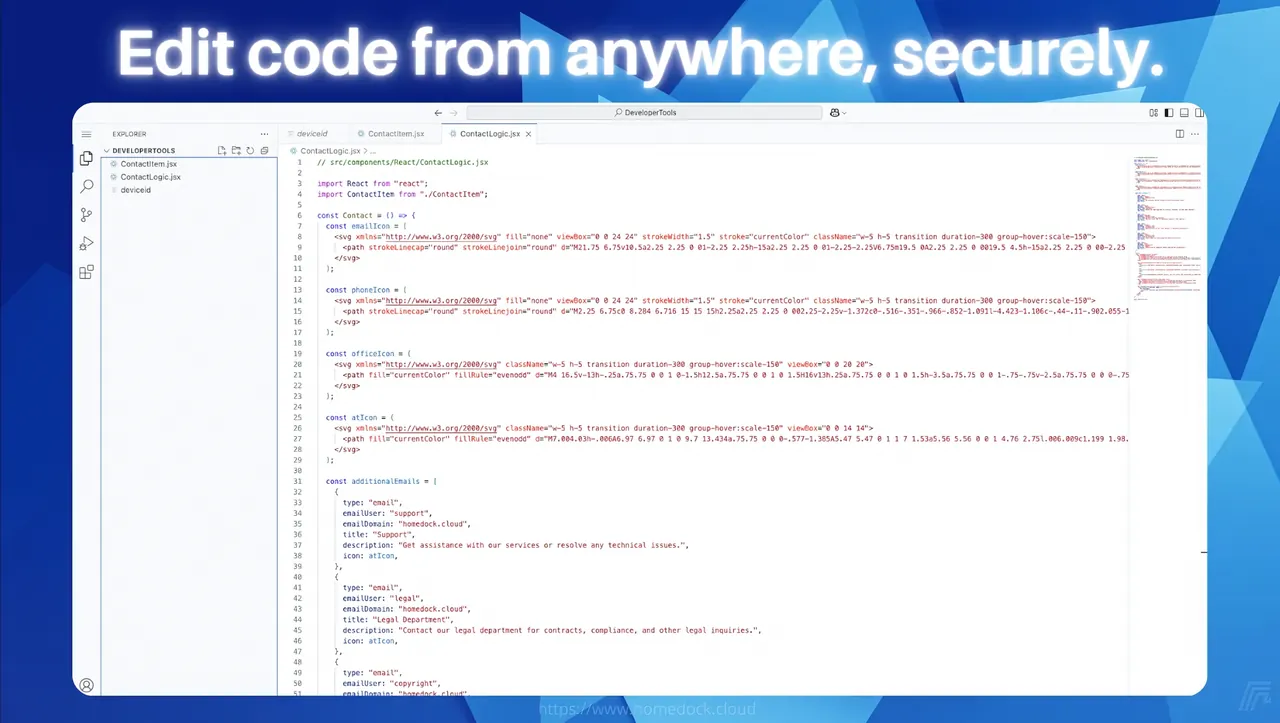 Edit code from anywhere, securely.
DeveloperTools
EXPLORER
DEVELOPERTOOLS
ContactItem.jsx
ContactLogic.jsx
deviceid
deviceid
ContactItem.jsx
ContactLogic.jsx
ContactLogic.jsx > ...
1 // src/components/React/ContactLogic.jsx
2
3 import React from "react";
4 import ContactItem from "./ContactItem";
5
6 const Contact = () => {
7 const emailIcon = (
8 <svg xmlns="http://www.w3.org/2000/svg" fill="none" viewBox="0 0 24 24" strokeWidth="1.5" stroke="currentColor" className="w-5 h-5 transition duration-300 group-hover:scale-150">
9 <path strokeLinecap="round" strokeLinejoin="round" d="M21.75 6.75v10.5a2.25 2.25 0 01-2.25 2.25h-15a2.25 2.25 0 01-2.25-2.25V6.75m19.5 0A2.25 2.25 0 0019.5 4.5h-15a2.25 2.25 0 00-2.25
10 </svg>
11 );
12
13 const phoneIcon = (
14 <svg xmlns="http://www.w3.org/2000/svg" fill="none" viewBox="0 0 24 24" strokeWidth="1.5" stroke="currentColor" className="w-5 h-5 transition duration-300 group-hover:scale-150">
15 <path strokeLinecap="round" strokeLinejoin="round" d="M2.25 6.75c0 8.284 6.716 15 15 15h2.25a2.25 2.25 0 002.25-2.25v-1.372c0-.516-.351-.966-.852-1.091l-4.423-1.106c-.44-.11-.902.055-1
16 </svg>
17 );
18
19 const officeIcon = (
20 <svg xmlns="http://www.w3.org/2000/svg" className="w-5 h-5 transition duration-300 group-hover:scale-150" viewBox="0 0 20 20">
21 <path fill="currentColor" fillRule="evenodd" d="M4 16.5v-13h-.25a.75.75 0 0 1 0-1.5h12.5a.75.75 0 0 1 0 1.5H16v13h.25a.75.75 0 0 1 0 1.5h-3.5a.75.75 0 0 1-.75-.75v-2.5a.75.75 0 0 0-.75
22 </svg>
23 );
24
25 const atIcon = (
26 <svg xmlns="http://www.w3.org/2000/svg" className="w-5 h-5 transition duration-300 group-hover:scale-150" viewBox="0 0 14 14">
27 <path fill="currentColor" fillRule="evenodd" d="M7.004.03h-.006A6.97 6.97 0 1 0 9.7 13.434a.75.75 0 0 0-.577-1.385A5.47 5.47 0 1 1 7 1.53a5.56 5.56 0 0 1 4.76 2.75l.006.009c1.199 1.98.
28 </svg>
29 );
30
31 const additionalEmails = [
32 {
33 type: "email",
34 emailUser: "support",
35 emailDomain: "homedock.cloud",
36 title: "Support",
37 description: "Get assistance with our services or resolve any technical issues.",
38 icon: atIcon,
39 },
40 {
41 type: "email",
42 emailUser: "legal",
43 emailDomain: "homedock.cloud",
44 title: "Legal Department",
45 description: "Contact our legal department for contracts, compliance, and other legal inquiries.",
46 icon: atIcon,
47 },
48 {
49 type: "email",
50 emailUser: "copyright",
51 emailDomain: "homedock.cloud",
https://www.homedock.cloud